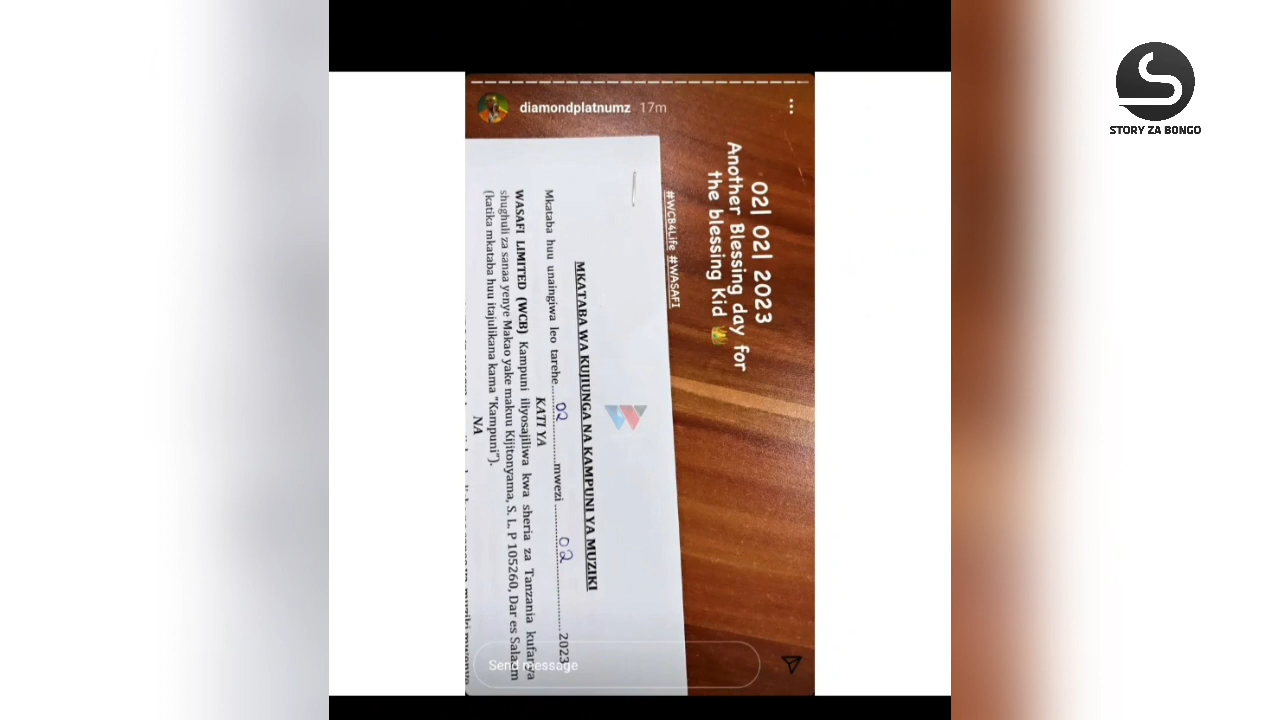 diamondplatnumz 17m
02| 02| 2023
Another Blessing day for
the blessing Kid
#WCB4Life #WASAFI
MKATABA WA KUJIUNGA NA KAMPUNI YA MUZIKI
Mkataba huu unaingiwa leo tarehe..........02..............mwezi..........02..............2023
KATI YA
WASAFI LIMITED (WCB) Kampuni iliyosajiliwa kwa sheria za Tanzania kufanya
shughuli za sanaa yenye Makao yake makuu Kijitonyama, S. L. P 105260, Dar es Salaam
(katika mkataba huu itajulikana kama "Kampuni").
NA
Send message
STORY ZA BONGO